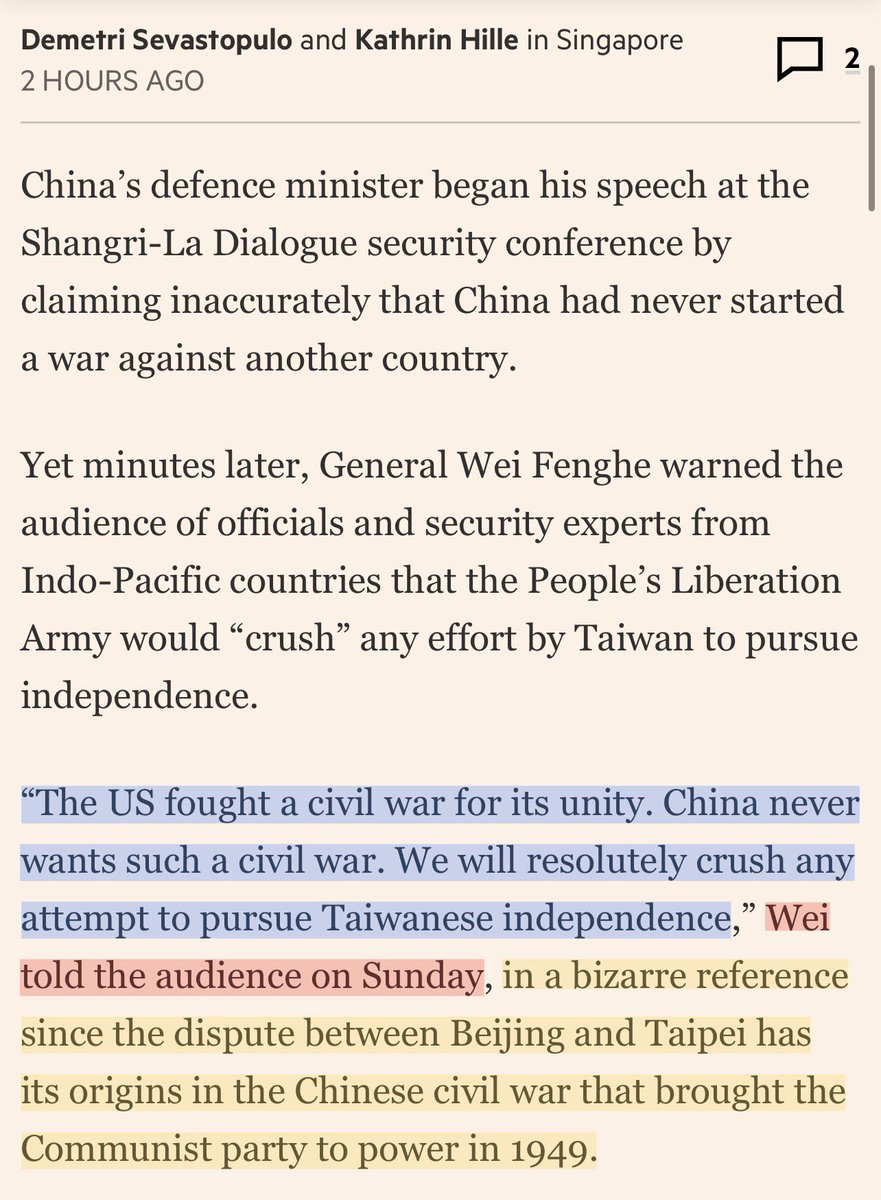 Demetri Sevastopulo and Kathrin Hille in Singapore
2 HOURS AGO
2
China’s defence minister began his speech at the
Shangri-La Dialogue security conference by
claiming inaccurately that China had never started
a war against another country.
Yet minutes later, General Wei Fenghe warned the
audience of officials and security experts from
Indo-Pacific countries that the People’s Liberation
Army would “crush” any effort by Taiwan to pursue
independence.
“The US fought a civil war for its unity. China never
wants such a civil war. We will resolutely crush any
attempt to pursue Taiwanese independence,” Wei
told the audience on Sunday, in a bizarre reference
since the dispute between Beijing and Taipei has
its origins in the Chinese civil war that brought the
Communist party to power in 1949.